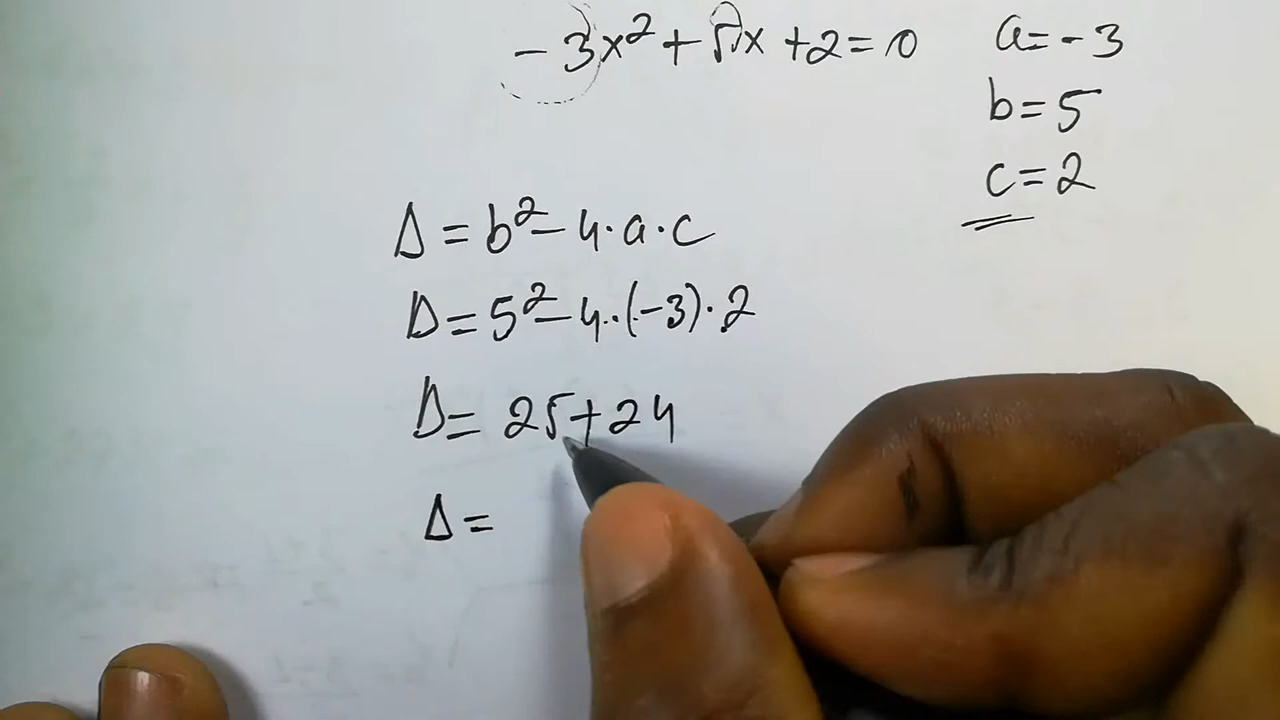 -3x²+5x+2=0
a=-3
b=5
c=2
Δ=b²-4·a·c
Δ=5²-4·(-3)·2
Δ=25+24
Δ=